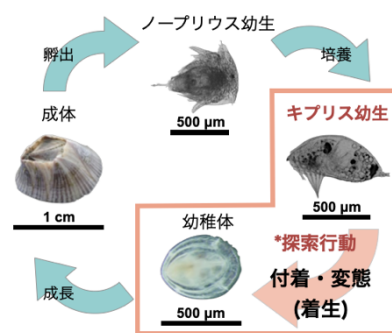 ノープリウス幼生
孵出
培養
成体
500 µm
キプリス幼生
1 cm
500 µm
幼稚体
*探索行動
付着・変態
(着生)
成長
500 µm